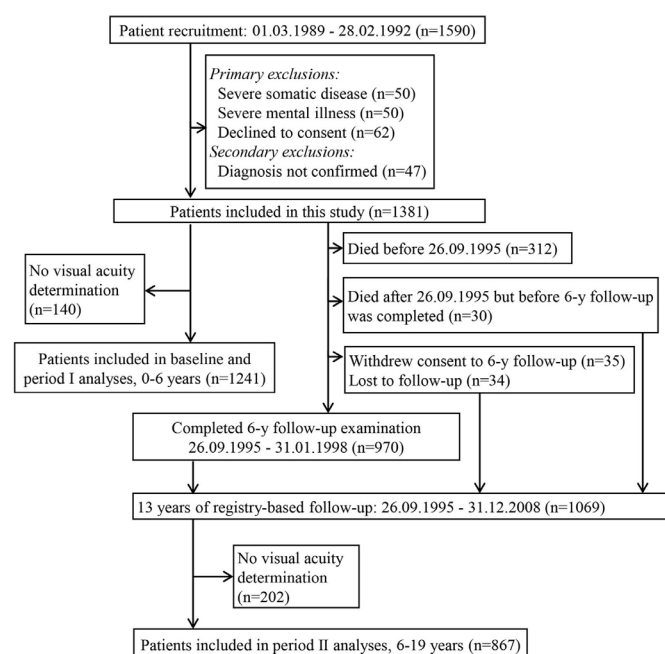 Patient recruitment: 01.03.1989 - 28.02.1992 (n=1590)
Primary exclusions:
Severe somatic disease (n=50)
Severe mental illness (n=50)
Declined to consent (n=62)
Secondary exclusions:
Diagnosis not confirmed (n=47)
Patients included in this study (n=1381)
Died before 26.09.1995 (n=312)
No visual acuity
determination
(n=140)
Died after 26.09.1995 but before 6-y follow-up
was completed (n=30)
Patients included in baseline and
period I analyses, 0-6 years (n=1241)
Withdrew consent to 6-y follow-up (n=35)
Lost to follow-up (n=34)
Completed 6-y follow-up examination
26.09.1995 - 31.01.1998 (n=970)
13 years of registry-based follow-up: 26.09.1995 - 31.12.2008 (n=1069)
No visual acuity
determination
(n=202)
Patients included in period II analyses, 6-19 years (n=867)